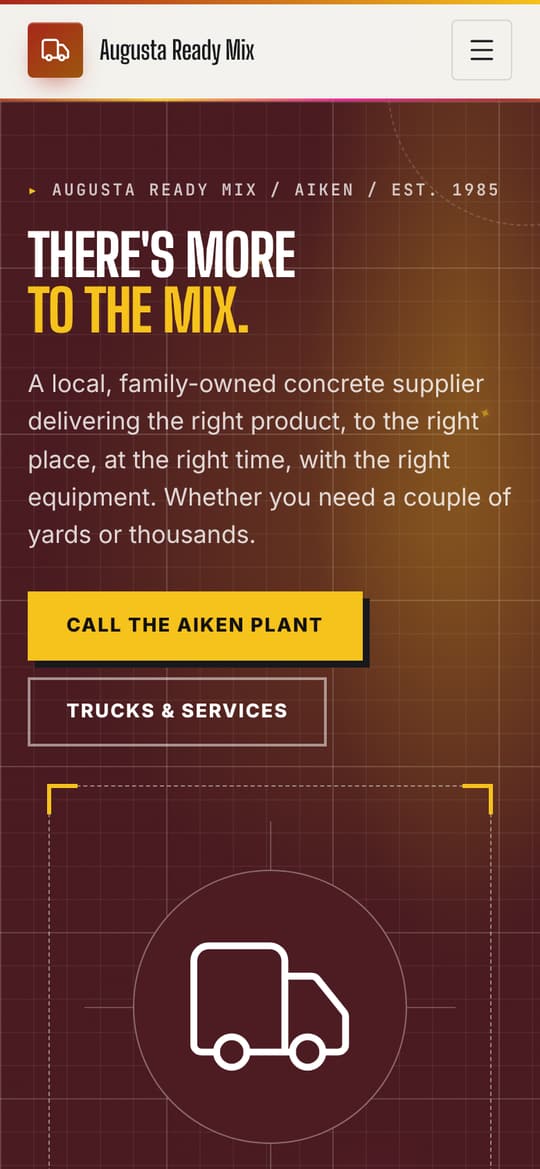 Augusta Ready Mix
▸ AUGUSTA READY MIX / AIKEN / EST. 1985
THERE'S MORE
TO THE MIX.
A local, family-owned concrete supplier
delivering the right product, to the right
place, at the right time, with the right
equipment. Whether you need a couple of
yards or thousands.
CALL THE AIKEN PLANT
TRUCKS & SERVICES